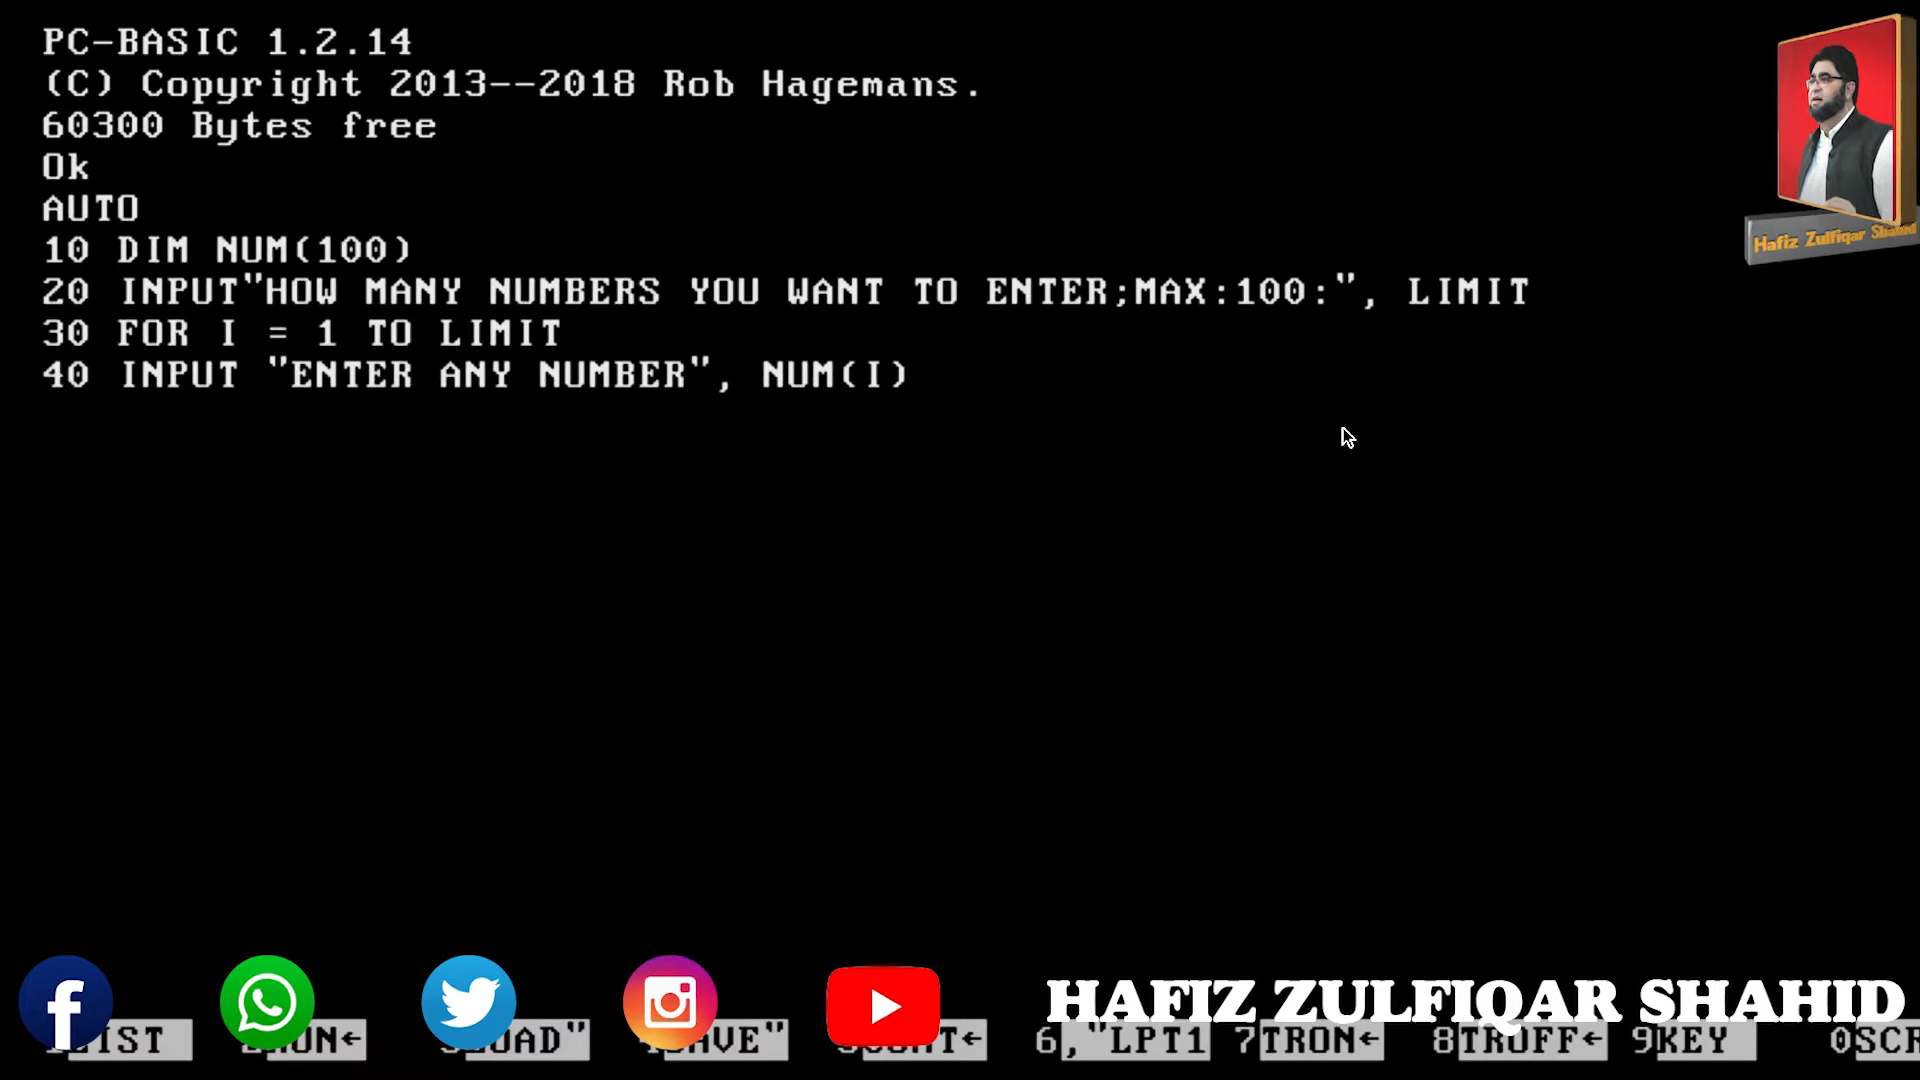 PC-BASIC 1.2.14
(C) Copyright 2013--2018 Rob Hagemans.
60300 Bytes free
Ok
AUTO
10 DIM NUM(100)
20 INPUT"HOW MANY NUMBERS YOU WANT TO ENTER;MAX:100:", LIMIT
30 FOR I = 1 TO LIMIT
40 INPUT "ENTER ANY NUMBER", NUM(I)
Hafiz Zulfiqar Shahid
HAFIZ ZULFIQAR SHAHID
6,"LPT1 7TRON← 8TROFF← 9KEY 0SCR